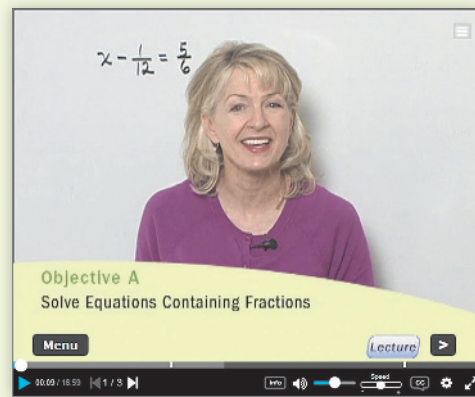 x - 1/12 = 5/6
Objective A
Solve Equations Containing Fractions
Menu
Lecture
>
00:09 / 16:59
1 / 3
Info
Speed
- +
CC